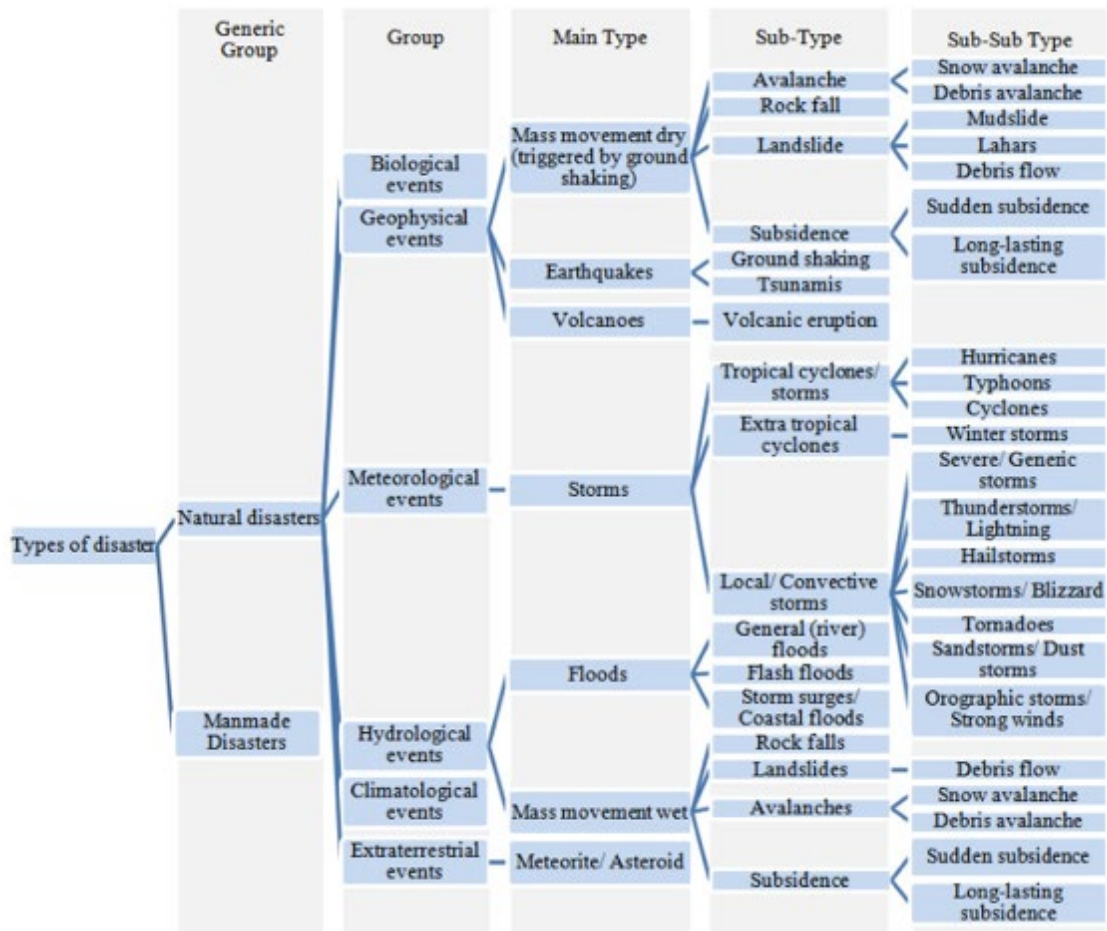 Generic
Group
Group
Main Type
Sub-Type
Sub-Sub Type
Types of disaster
Natural disasters
Manmade
Disasters
Biological
events
Geophysical
events
Meteorological
events
Hydrological
events
Climatological
events
Extraterrestrial
events
Mass movement dry
(triggered by ground
shaking)
Earthquakes
Volcanoes
Storms
Floods
Mass movement wet
Meteorite/ Asteroid
Avalanche
Rock fall
Landslide
Subsidence
Ground shaking
Tsunamis
Volcanic eruption
Tropical cyclones/
storms
Extra tropical
cyclones
Local/ Convective
storms
General (river)
floods
Flash floods
Storm surges/
Coastal floods
Rock falls
Landslides
Avalanches
Subsidence
Snow avalanche
Debris avalanche
Mudslide
Lahars
Debris flow
Sudden subsidence
Long-lasting
subsidence
Hurricanes
Typhoons
Cyclones
Winter storms
Severe/ Generic
storms
Thunderstorms/
Lightning
Hailstorms
Snowstorms/ Blizzard
Tornadoes
Sandstorms/ Dust
storms
Orographic storms/
Strong winds
Debris flow
Snow avalanche
Debris avalanche
Sudden subsidence
Long-lasting
subsidence